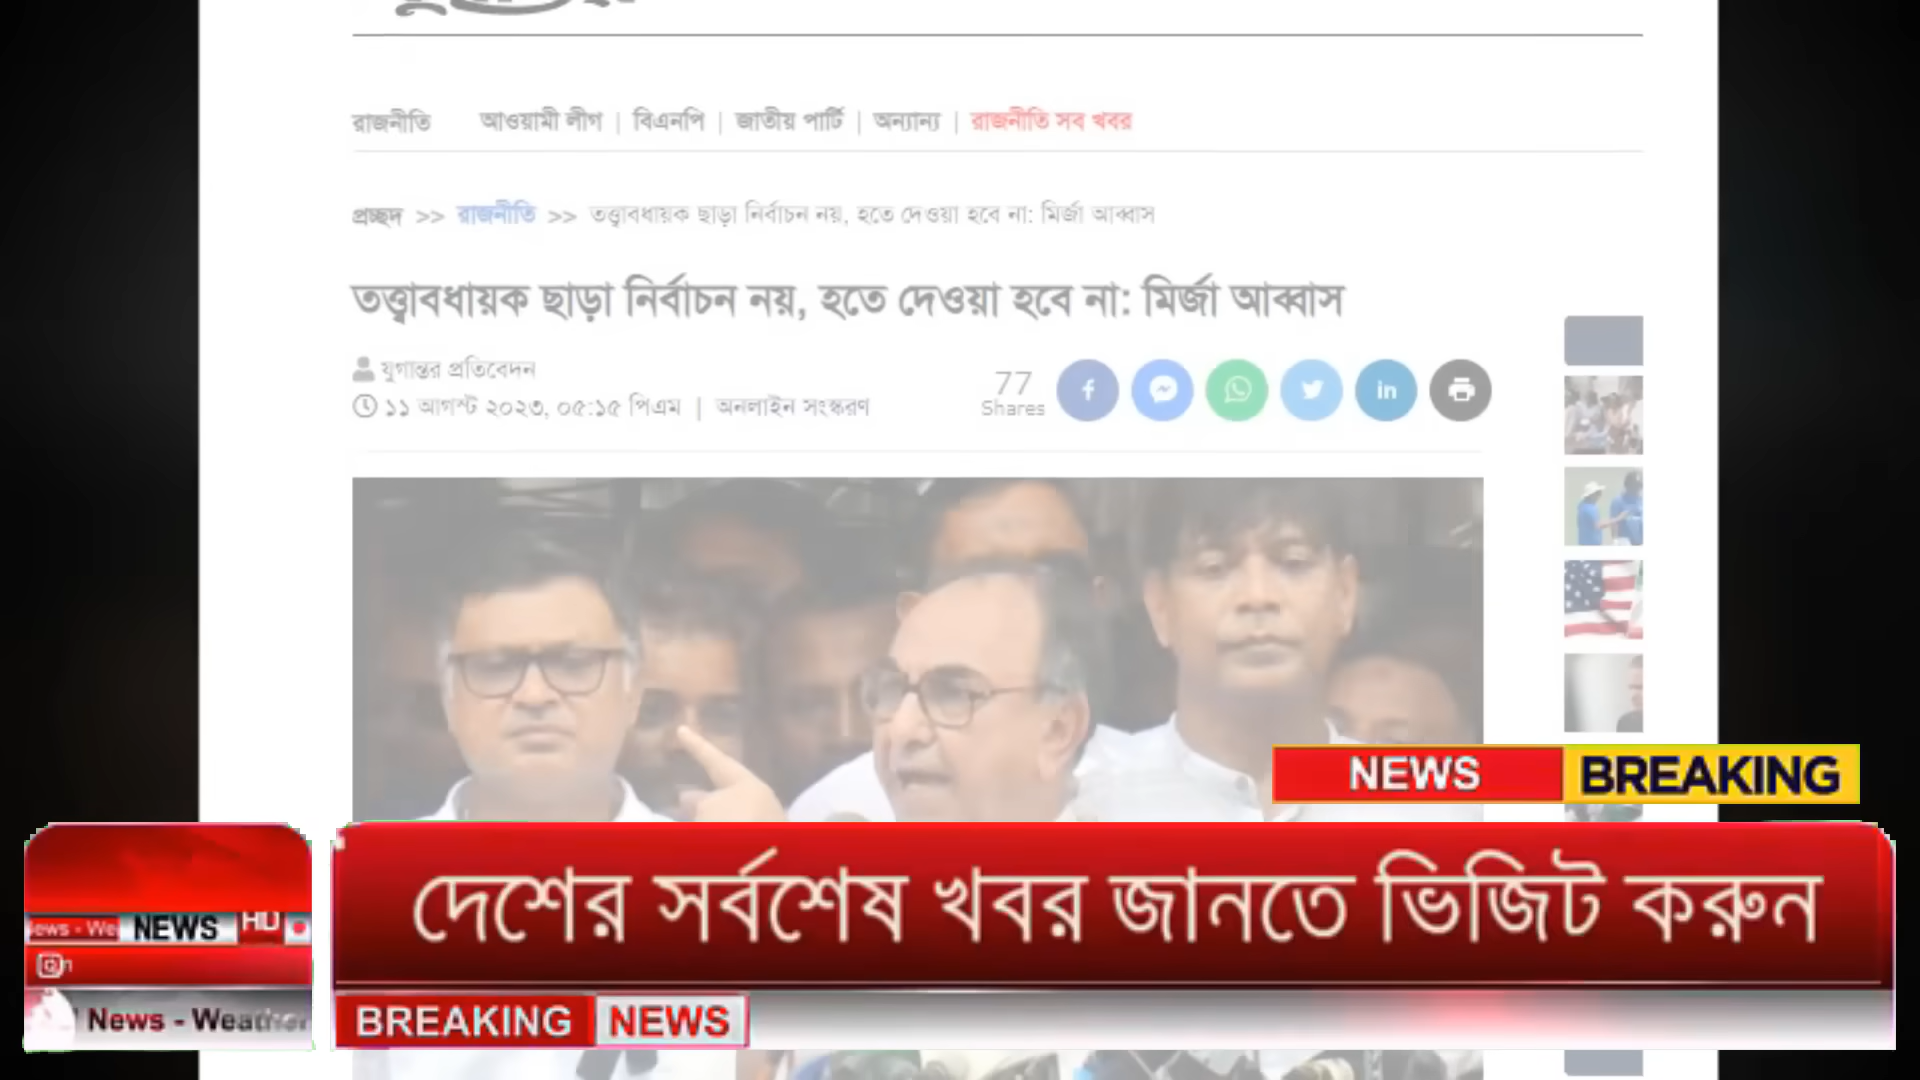 রাজনীতি আওয়ামী লীগ | বিএনপি | জাতীয় পার্টি | অন্যান্য | রাজনীতি সব খবর
প্রচ্ছদ >> রাজনীতি >> তত্ত্বাবধায়ক ছাড়া নির্বাচন নয়, হতে দেওয়া হবে না: মির্জা আব্বাস
তত্ত্বাবধায়ক ছাড়া নির্বাচন নয়, হতে দেওয়া হবে না: মির্জা আব্বাস
যুগান্তর প্রতিবেদন
১১ আগস্ট ২০২৩, ০৫:১৫ পিএম | অনলাইন সংস্করণ
77
Shares
NEWS BREAKING
দেশের সর্বশেষ খবর জানতে ভিজিট করুন
News - We NEWS HD
News - Weather
BREAKING NEWS